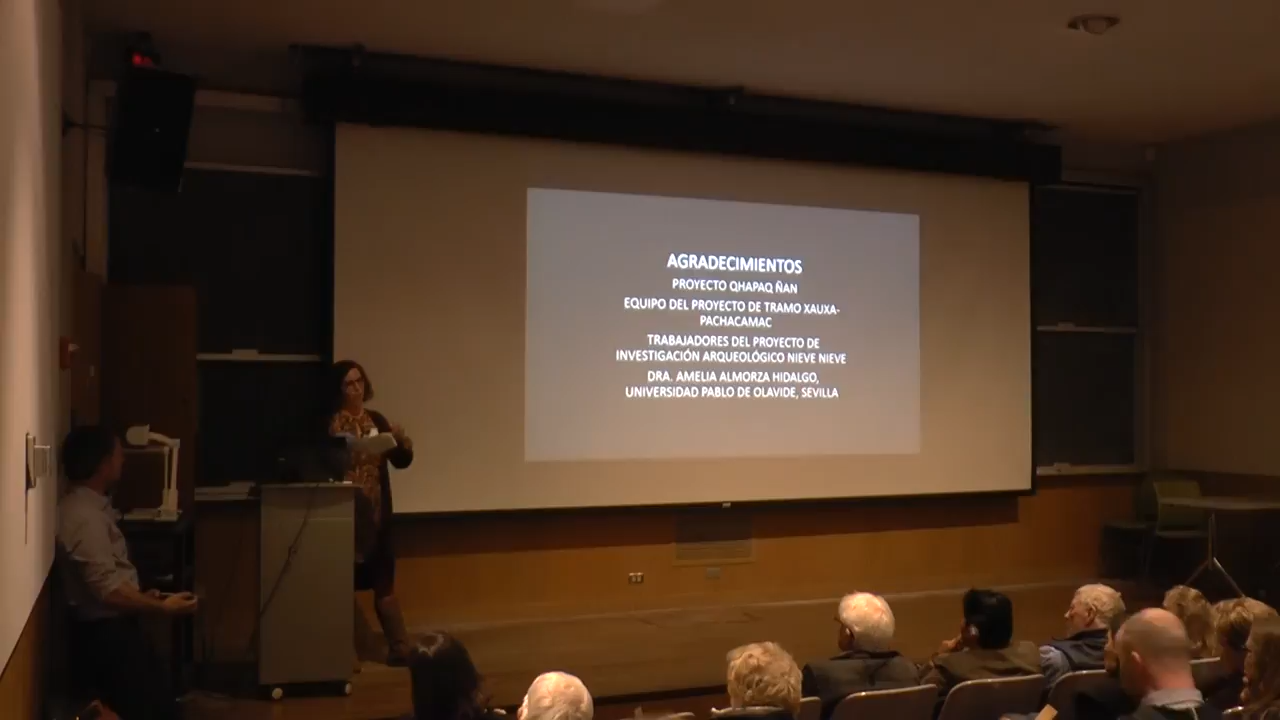 AGRADECIMIENTOS
PROYECTO QHAPAQ ÑAN
EQUIPO DEL PROYECTO DE TRAMO XAUXA-
PACHACAMAC
TRABAJADORES DEL PROYECTO DE
INVESTIGACIÓN ARQUEOLÓGICO NIEVE NIEVE
DRA. AMELIA ALMORZA HIDALGO,
UNIVERSIDAD PABLO DE OLAVIDE, SEVILLA